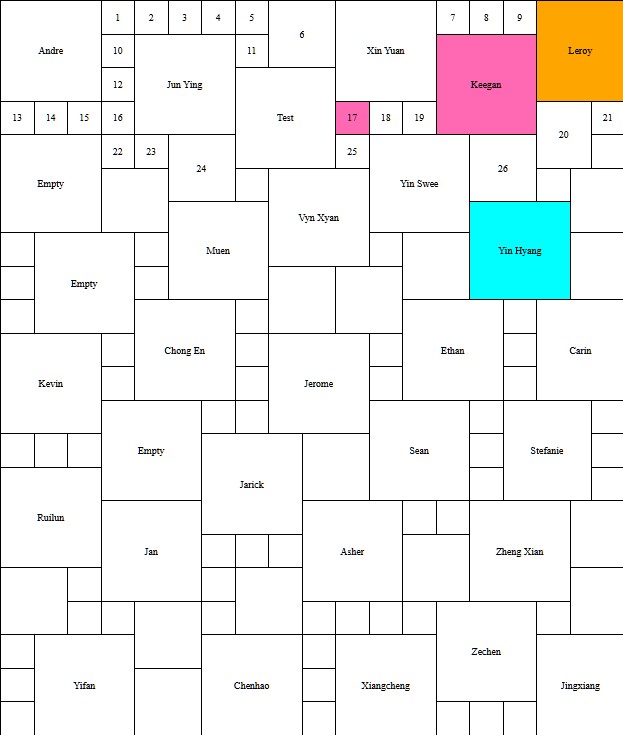 Andre
1
2
3
4
5
6
Xin Yuan
7
8
9
Leroy
10
Jun Ying
11
Keegan
12
Test
13
14
15
16
17
18
19
20
21
Empty
22
23
24
25
Yin Swee
26
Vyn Xyan
Muen
Yin Hyang
Empty
Chong En
Ethan
Carin
Kevin
Jerome
Empty
Sean
Stefanie
Jarick
Ruilun
Jan
Asher
Zheng Xian
Zechen
Yifan
Chenhao
Xiangcheng
Jingxiang